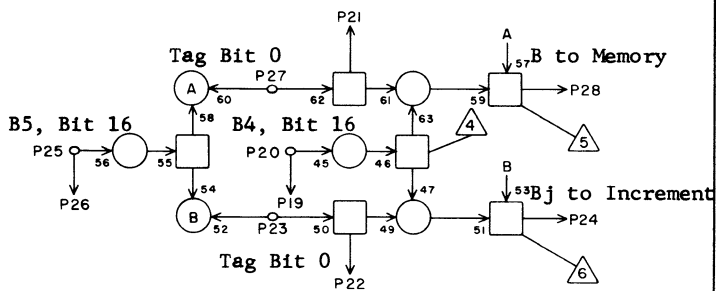 P21
Tag Bit 0
A
P27
57 B to Memory
A
60
62
61
59
P28
58
63
4
5
B5, Bit 16
B4, Bit 16
P25
56
55
P20
45
46
P26
54
P19
47
B
53 Bj to Increment
B
52
P23
50
49
51
P24
Tag Bit 0
P22
6